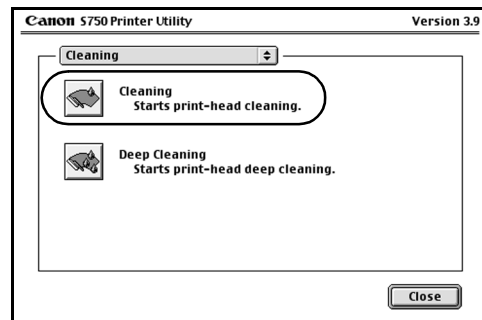 Canon S750 Printer Utility Version 3.9
Cleaning
Cleaning
Starts print-head cleaning.
Deep Cleaning
Starts print-head deep cleaning.
Close